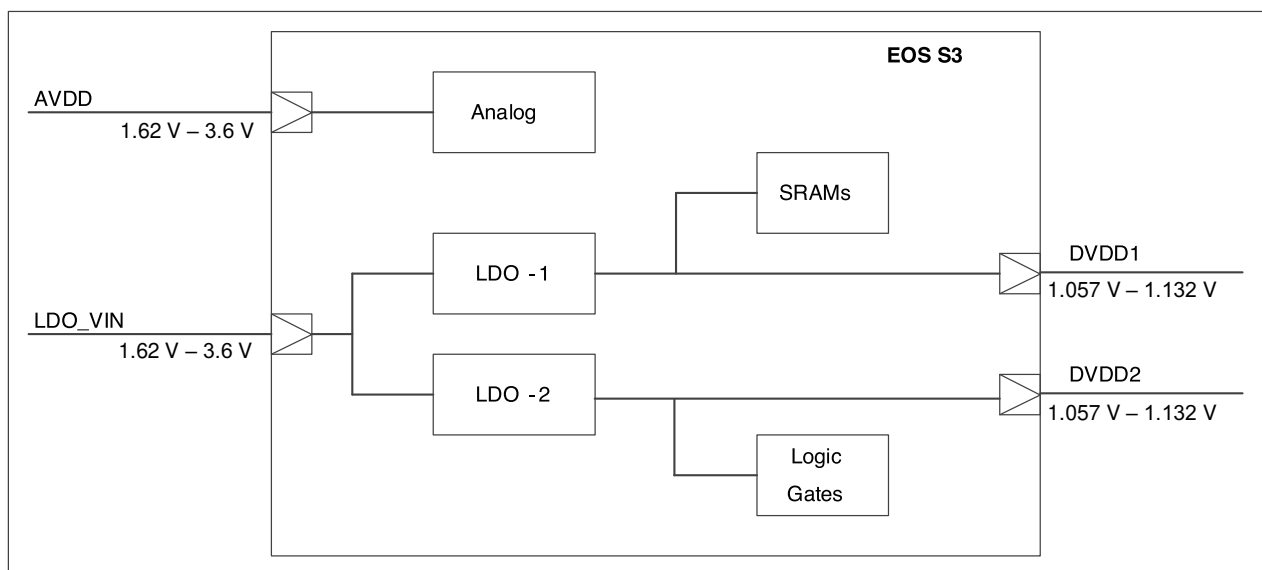 EOS S3
AVDD
1.62 V – 3.6 V
Analog
SRAMs
LDO - 1
DVDD1
1.057 V – 1.132 V
LDO_VIN
1.62 V – 3.6 V
LDO - 2
DVDD2
1.057 V – 1.132 V
Logic
Gates